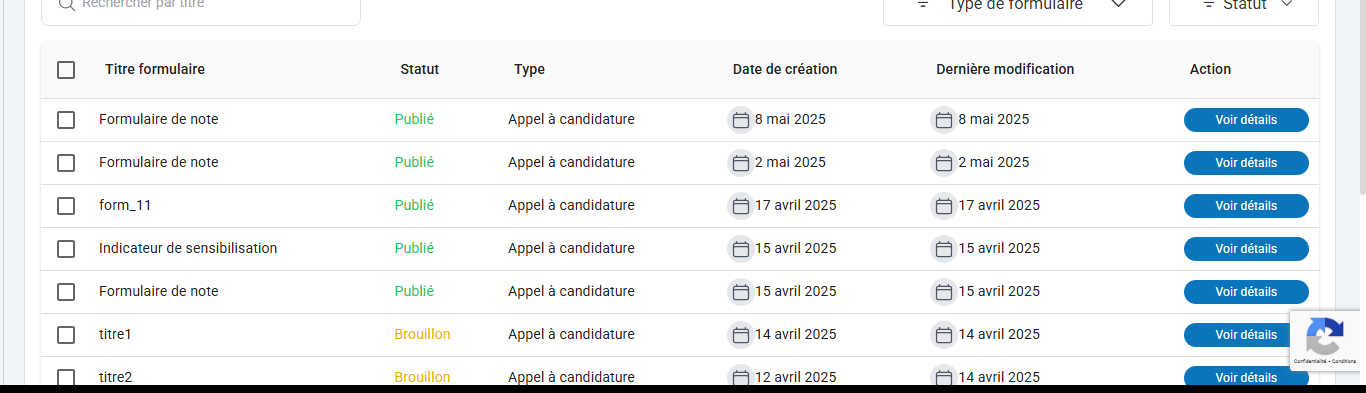 Rechercher par titre
Type de formulaire
Statut
Titre formulaire Statut Type Date de création Dernière modification Action
Formulaire de note Publié Appel à candidature 8 mai 2025 8 mai 2025 Voir détails
Formulaire de note Publié Appel à candidature 2 mai 2025 2 mai 2025 Voir détails
form_11 Publié Appel à candidature 17 avril 2025 17 avril 2025 Voir détails
Indicateur de sensibilisation Publié Appel à candidature 15 avril 2025 15 avril 2025 Voir détails
Formulaire de note Publié Appel à candidature 15 avril 2025 15 avril 2025 Voir détails
titre1 Brouillon Appel à candidature 14 avril 2025 14 avril 2025 Voir détails
titre2 Brouillon Appel à candidature 12 avril 2025 14 avril 2025 Voir détails
Confidentialité - Conditions